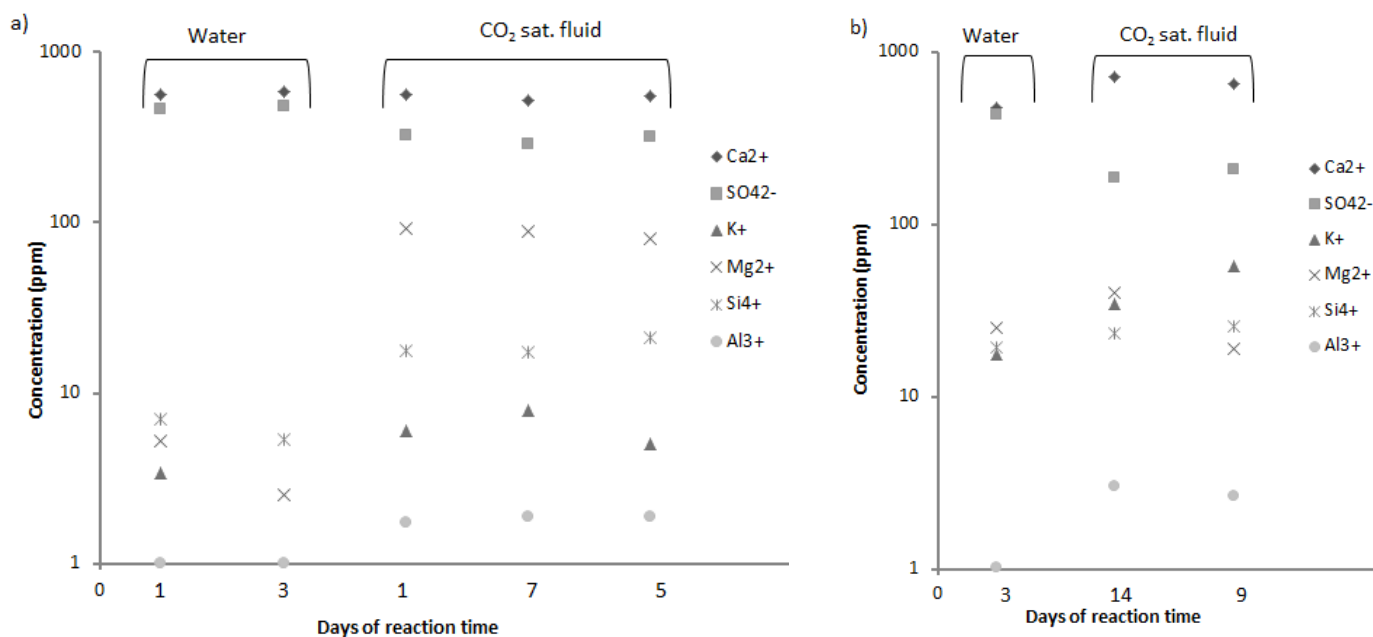 a)
Water
CO2 sat. fluid
1000
100
10
1
Concentration (ppm)
0 1 3 1 7 5
Days of reaction time
Ca2+
SO42-
K+
Mg2+
Si4+
Al3+
b)
Water
CO2 sat. fluid
1000
100
10
1
Concentration (ppm)
0 3 14 9
Days of reaction time
Ca2+
SO42-
K+
Mg2+
Si4+
Al3+